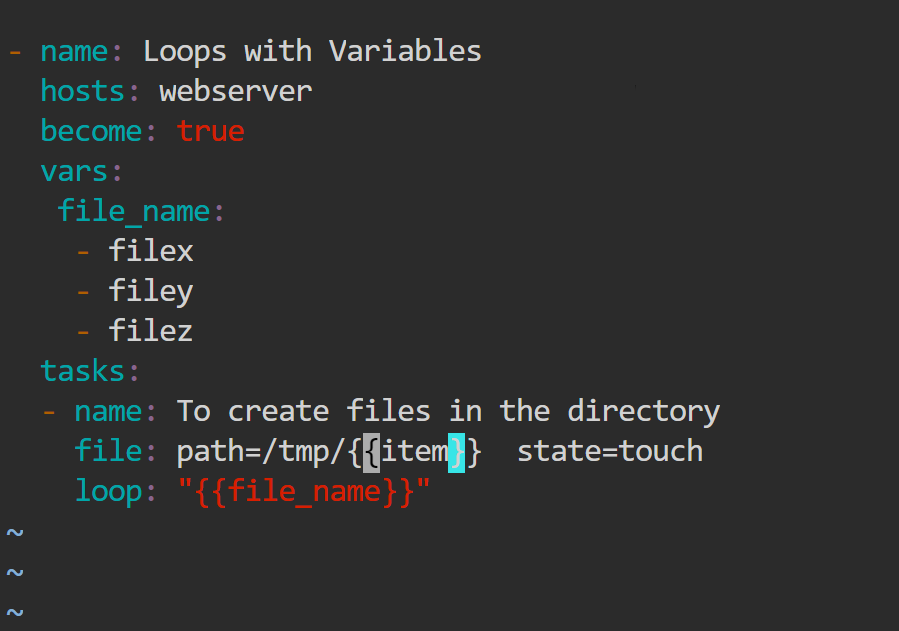 - name: Loops with Variables
  hosts: webserver
  become: true
  vars:
   file_name:
    - filex
    - filey
    - filez
  tasks:
  - name: To create files in the directory
    file: path=/tmp/{{item}}  state=touch
    loop: "{{file_name}}"
~
~
~